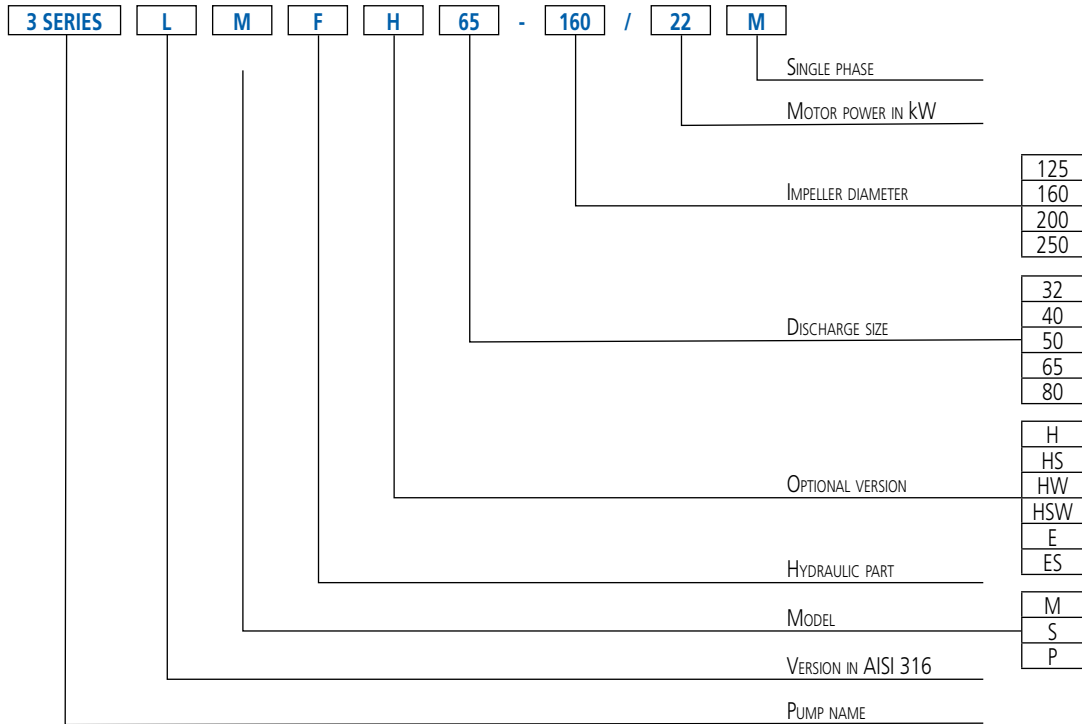 3 SERIES L M F H 65 - 160 / 22 M
SINGLE PHASE
MOTOR POWER IN kW
IMPELLER DIAMETER
125
160
200
250
DISCHARGE SIZE
32
40
50
65
80
OPTIONAL VERSION
H
HS
HW
HSW
E
ES
HYDRAULIC PART
MODEL
M
S
P
VERSION IN AISI 316
PUMP NAME